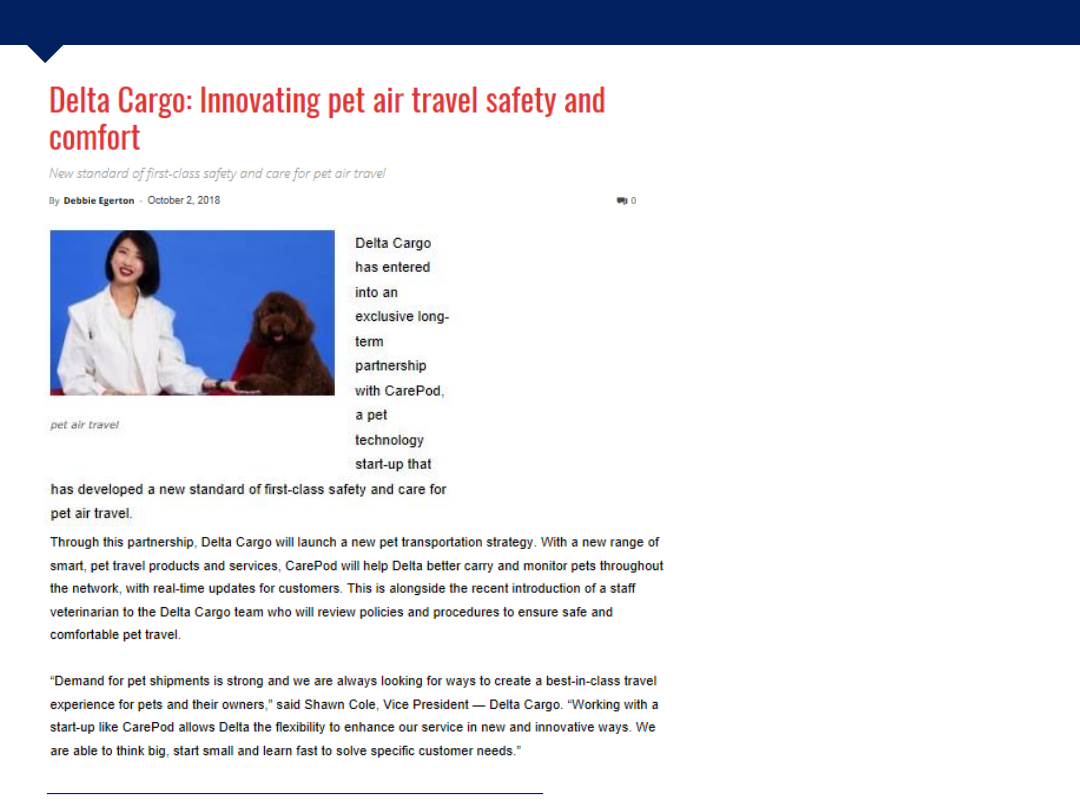 Delta Cargo: Innovating pet air travel safety and
comfort
New standard of first-class safety and care for pet air travel
By Debbie Egerton - October 2, 2018
0
Delta Cargo
has entered
into an
exclusive long-
term
partnership
with CarePod,
a pet
technology
start-up that
pet air travel
has developed a new standard of first-class safety and care for
pet air travel.
Through this partnership, Delta Cargo will launch a new pet transportation strategy. With a new range of
smart, pet travel products and services, CarePod will help Delta better carry and monitor pets throughout
the network, with real-time updates for customers. This is alongside the recent introduction of a staff
veterinarian to the Delta Cargo team who will review policies and procedures to ensure safe and
comfortable pet travel.
“Demand for pet shipments is strong and we are always looking for ways to create a best-in-class travel
experience for pets and their owners,” said Shawn Cole, Vice President — Delta Cargo. “Working with a
start-up like CarePod allows Delta the flexibility to enhance our service in new and innovative ways. We
are able to think big, start small and learn fast to solve specific customer needs.”